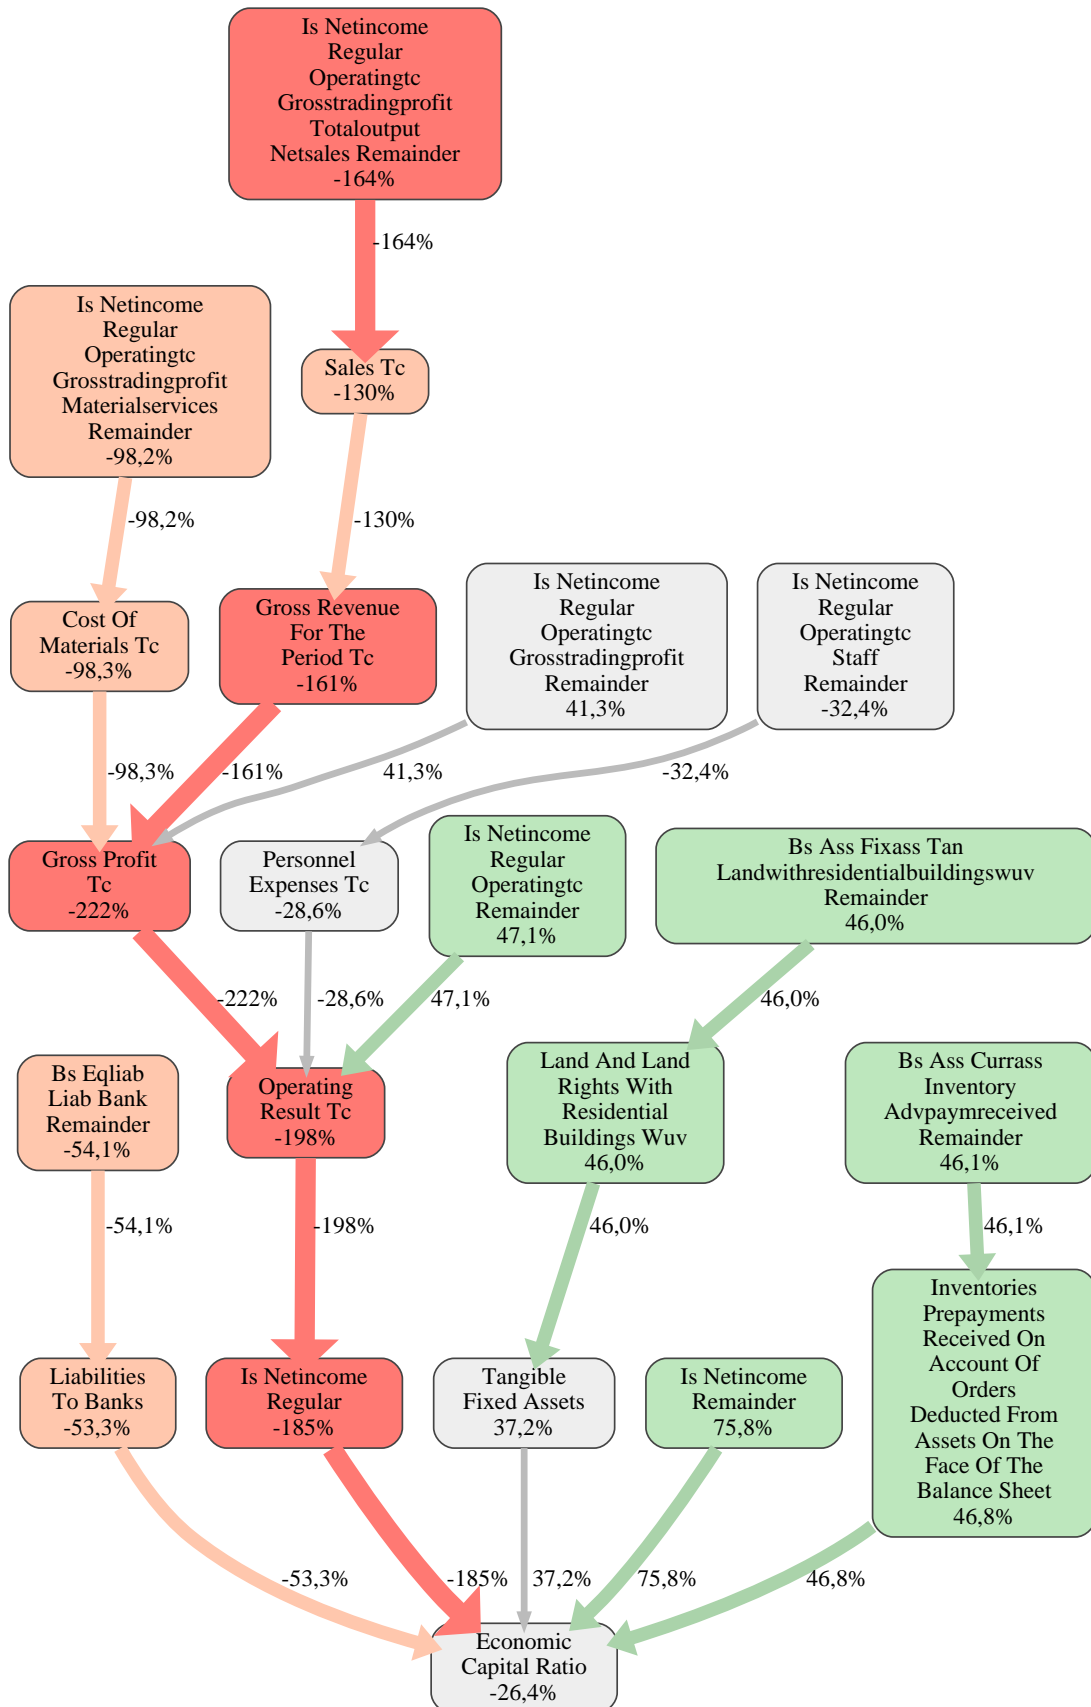 Is Netincome
Regular
Operatingtc
Grosstradingprofit
Totaloutput
Netsales Remainder
-164%
-164%
Is Netincome
Regular
Operatingtc
Grosstradingprofit
Materialservices
Remainder
-98,2%
Sales Tc
-130%
-98,2%
-130%
Cost Of
Materials Tc
-98,3%
Gross Revenue
For The
Period Tc
-161%
Is Netincome
Regular
Operatingtc
Grosstradingprofit
Remainder
41,3%
Is Netincome
Regular
Operatingtc
Staff
Remainder
-32,4%
-98,3%
-161%
41,3%
-32,4%
Gross Profit
Tc
-222%
Personnel
Expenses Tc
-28,6%
Is Netincome
Regular
Operatingtc
Remainder
47,1%
Bs Ass Fixass Tan
Landwithresidentialbuildingswuv
Remainder
46,0%
-222%
-28,6%
47,1%
46,0%
Bs Eqliab
Liab Bank
Remainder
-54,1%
Operating
Result Tc
-198%
Land And Land
Rights With
Residential
Buildings Wuv
46,0%
Bs Ass Currass
Inventory
Advpaymreceived
Remainder
46,1%
-54,1%
-198%
46,0%
46,1%
Liabilities
To Banks
-53,3%
Is Netincome
Regular
-185%
Tangible
Fixed Assets
37,2%
Is Netincome
Remainder
75,8%
Inventories
Prepayments
Received On
Account Of
Orders
Deducted From
Assets On The
Face Of The
Balance Sheet
46,8%
-53,3%
-185%
37,2%
75,8%
46,8%
Economic
Capital Ratio
-26,4%